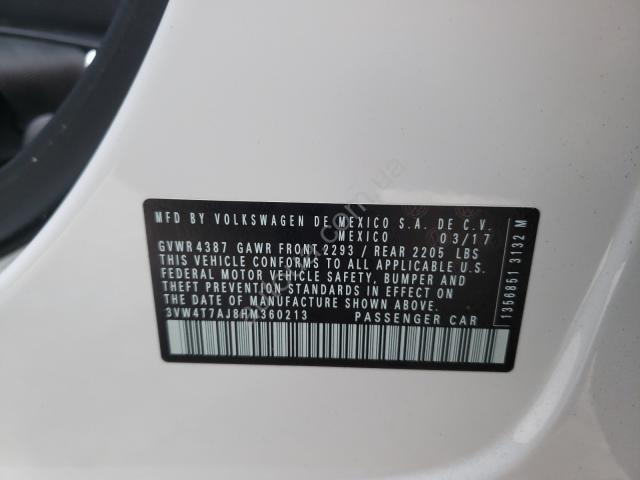 MFD BY VOLKSWAGEN DE MEXICO S.A. DE C.V.
MEXICO 03/17
GVWR 4387 GAWR FRONT 2293 / REAR 2205 LBS
THIS VEHICLE CONFORMS TO ALL APPLICABLE U.S.
FEDERAL MOTOR VEHICLE SAFETY, BUMPER AND
THEFT PREVENTION STANDARDS IN EFFECT
ON THE DATE OF MANUFACTURE SHOWN ABOVE.
3VW4T7AJ8HM360213 PASSENGER CAR
1356851 3132 M